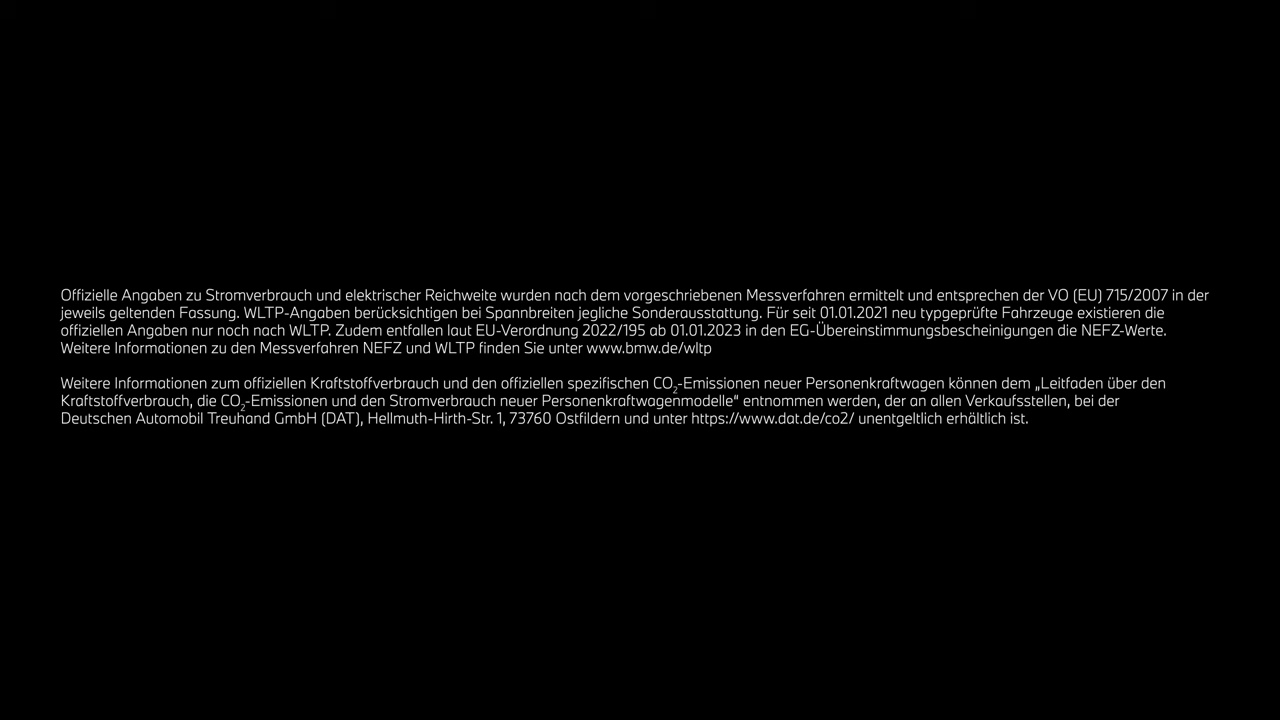 Offizielle Angaben zu Stromverbrauch und elektrischer Reichweite wurden nach dem vorgeschriebenen Messverfahren ermittelt und entsprechen der VO (EU) 715/2007 in der
jeweils geltenden Fassung. WLTP-Angaben berücksichtigen bei Spannbreiten jegliche Sonderausstattung. Für seit 01.01.2021 neu typgeprüfte Fahrzeuge existieren die
offiziellen Angaben nur noch nach WLTP. Zudem entfallen laut EU-Verordnung 2022/195 ab 01.01.2023 in den EG-Übereinstimmungsbescheinigungen die NEFZ-Werte.
Weitere Informationen zu den Messverfahren NEFZ und WLTP finden Sie unter www.bmw.de/wltp
Weitere Informationen zum offiziellen Kraftstoffverbrauch und den offiziellen spezifischen CO₂-Emissionen neuer Personenkraftwagen können dem „Leitfaden über den
Kraftstoffverbrauch, die CO₂-Emissionen und den Stromverbrauch neuer Personenkraftwagenmodelle“ entnommen werden, der an allen Verkaufsstellen, bei der
Deutschen Automobil Treuhand GmbH (DAT), Hellmuth-Hirth-Str. 1, 73760 Ostfildern und unter https://www.dat.de/co2/ unentgeltlich erhältlich ist.